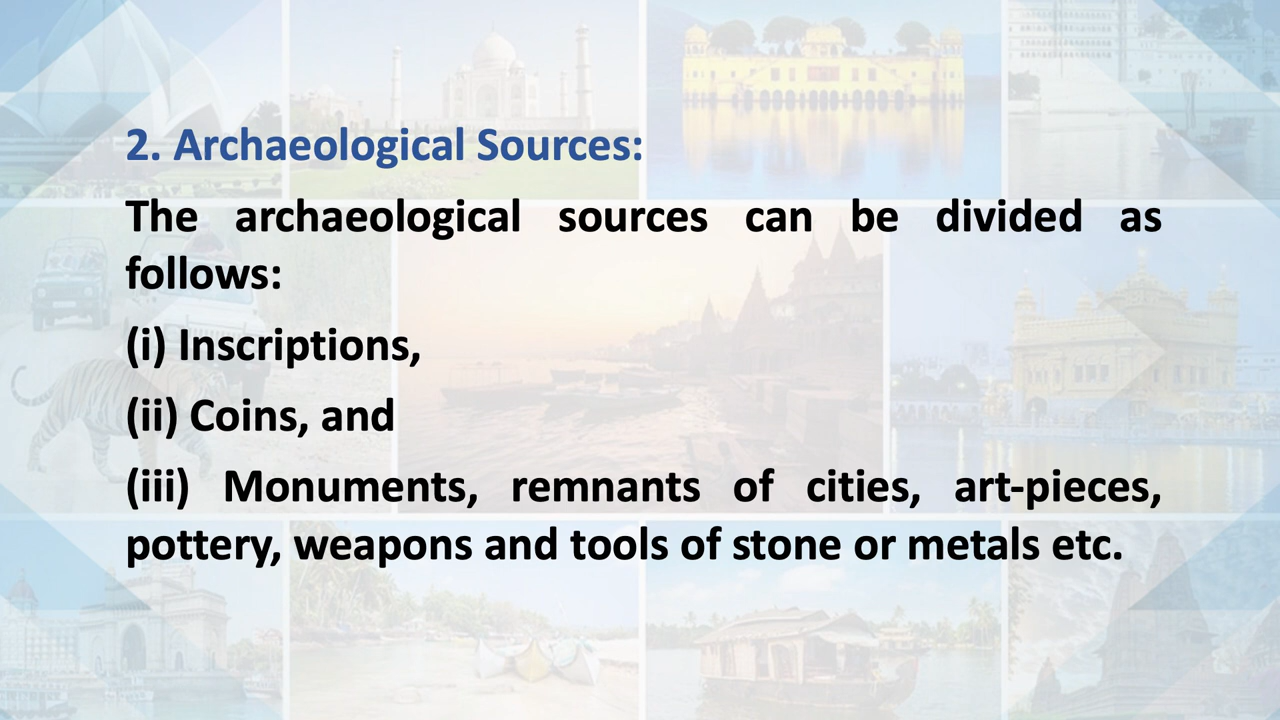 2. Archaeological Sources:
The archaeological sources can be divided as
follows:
(i) Inscriptions,
(ii) Coins, and
(iii) Monuments, remnants of cities, art-pieces,
pottery, weapons and tools of stone or metals etc.